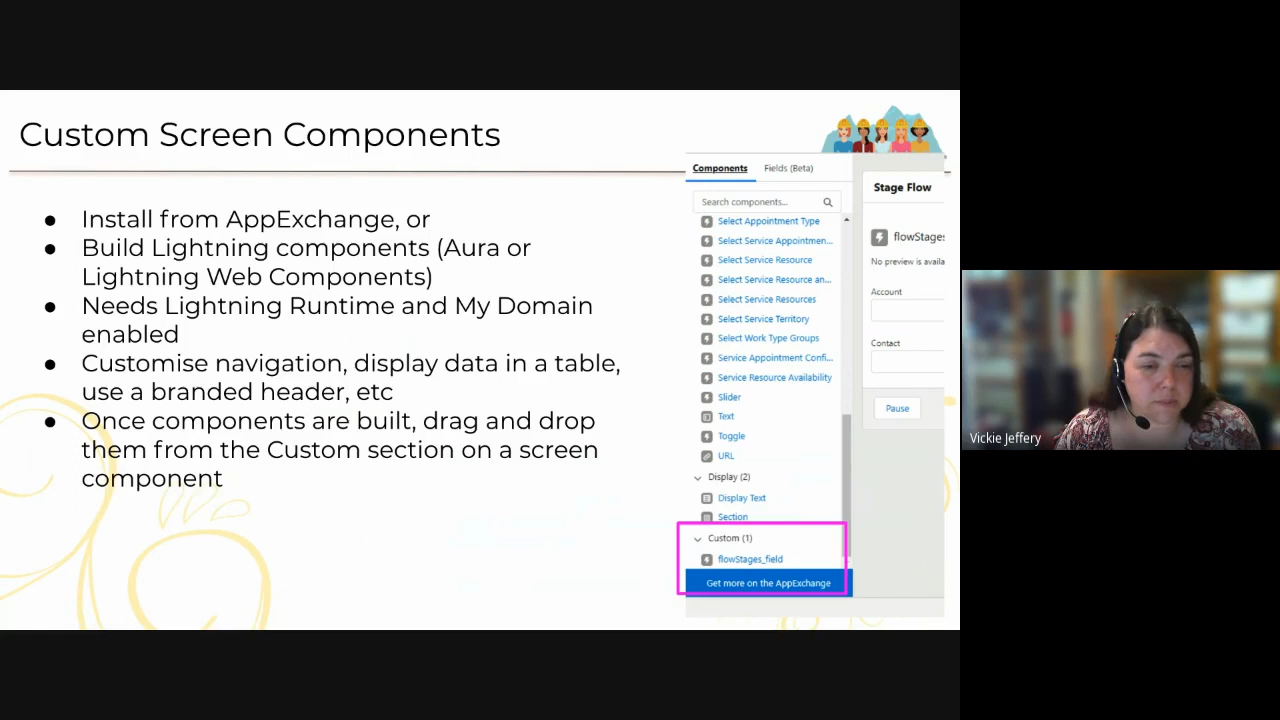 Custom Screen Components
● Install from AppExchange, or
● Build Lightning components (Aura or
Lightning Web Components)
● Needs Lightning Runtime and My Domain
enabled
● Customise navigation, display data in a table,
use a branded header, etc
● Once components are built, drag and drop
them from the Custom section on a screen
component
Components Fields (Beta)
Search components...
Select Appointment Type
Select Service Appointmen...
Select Service Resource
Select Service Resource an...
Select Service Resources
Select Service Territory
Select Work Type Groups
Service Appointment Confi...
Service Resource Availability
Slider
Text
Toggle
URL
Display (2)
Display Text
Section
Custom (1)
flowStages_field
Get more on the AppExchange
Stage Flow
flowStages
No preview is availa
Account
Contact
Pause
Vickie Jeffery